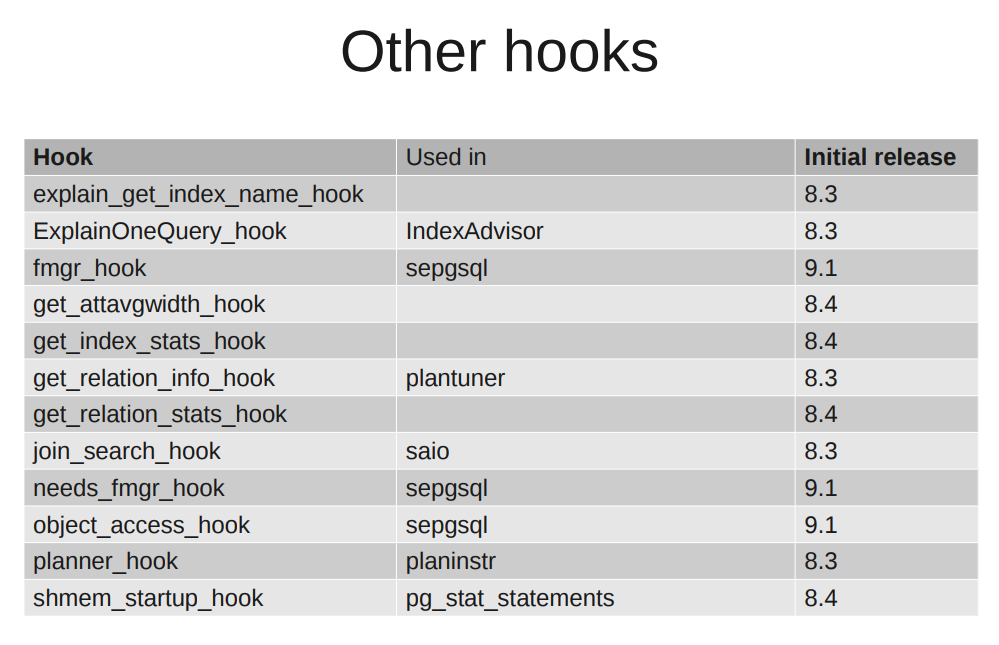 Other hooks
Hook Used in Initial release
explain_get_index_name_hook 8.3
ExplainOneQuery_hook IndexAdvisor 8.3
fmgr_hook sepgsql 9.1
get_attavgwidth_hook 8.4
get_index_stats_hook 8.4
get_relation_info_hook plantuner 8.3
get_relation_stats_hook 8.4
join_search_hook saio 8.3
needs_fmgr_hook sepgsql 9.1
object_access_hook sepgsql 9.1
planner_hook planinstr 8.3
shmem_startup_hook pg_stat_statements 8.4